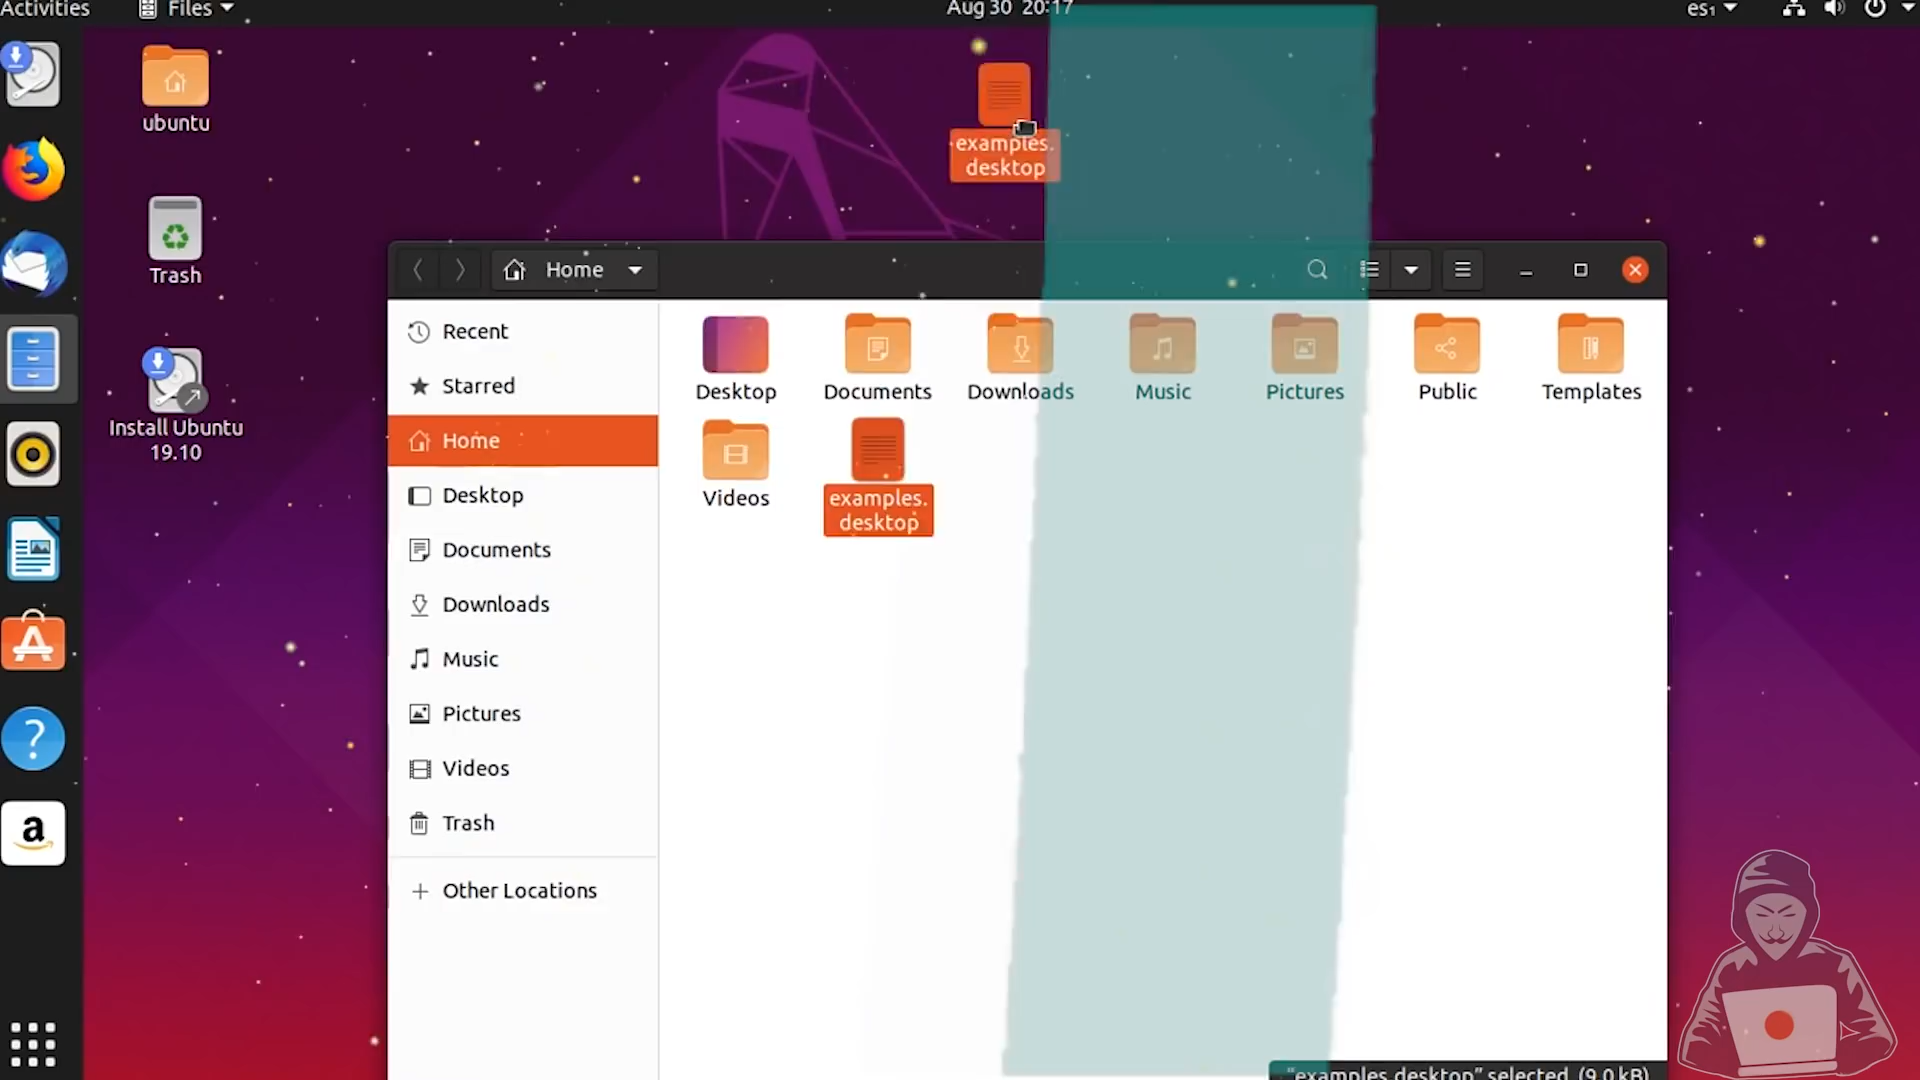 Activities
Files
Aug 30 20:17
es₁
ubuntu
Trash
Install Ubuntu
19.10
examples.
desktop
Home
Recent
Starred
Home
Desktop
Documents
Downloads
Music
Pictures
Videos
Trash
Other Locations
Desktop
Documents
Downloads
Music
Pictures
Public
Templates
Videos
examples.
desktop
"examples.desktop" selected (9.0 kB)
a